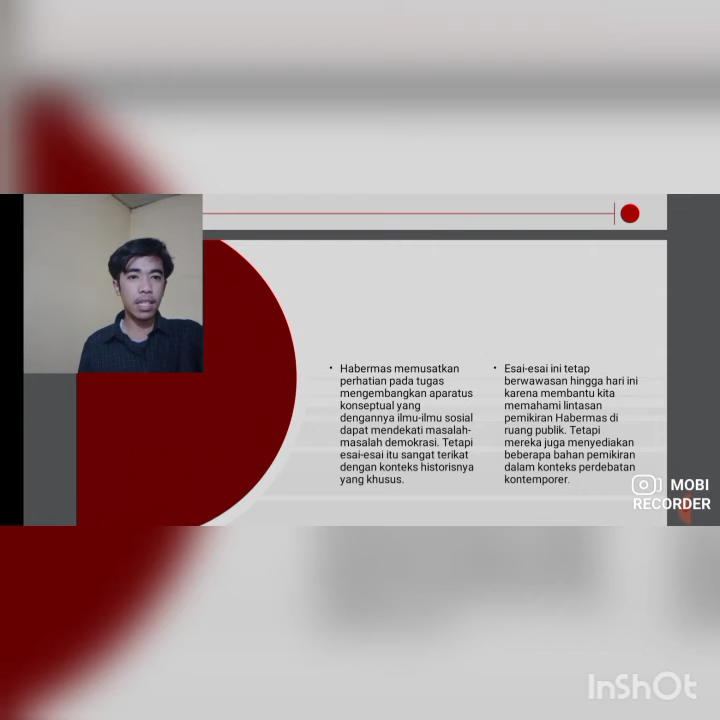 • Habermas memusatkan
perhatian pada tugas
mengembangkan aparatus
konseptual yang
dengannya ilmu-ilmu sosial
dapat mendekati masalah-
masalah demokrasi. Tetapi
esai-esai itu sangat terikat
dengan konteks historisnya
yang khusus.
• Esai-esai ini tetap
berwawasan hingga hari ini
karena membantu kita
memahami lintasan
pemikiran Habermas di
ruang publik. Tetapi
mereka juga menyediakan
beberapa bahan pemikiran
dalam konteks perdebatan
kontemporer.
MOBI
RECORDER
InShOt